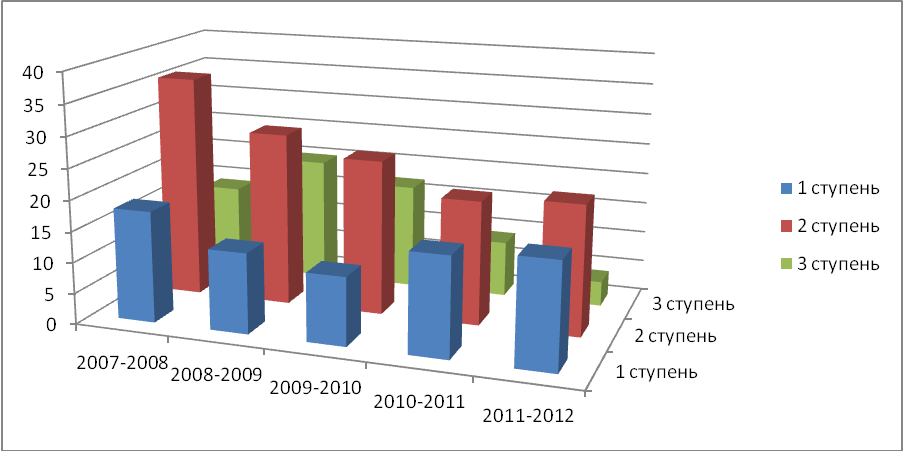 40
35
30
25
20
15
10
5
0
2007-2008
2008-2009
2009-2010
2010-2011
2011-2012
3 ступень
2 ступень
1 ступень
1 ступень
2 ступень
3 ступень